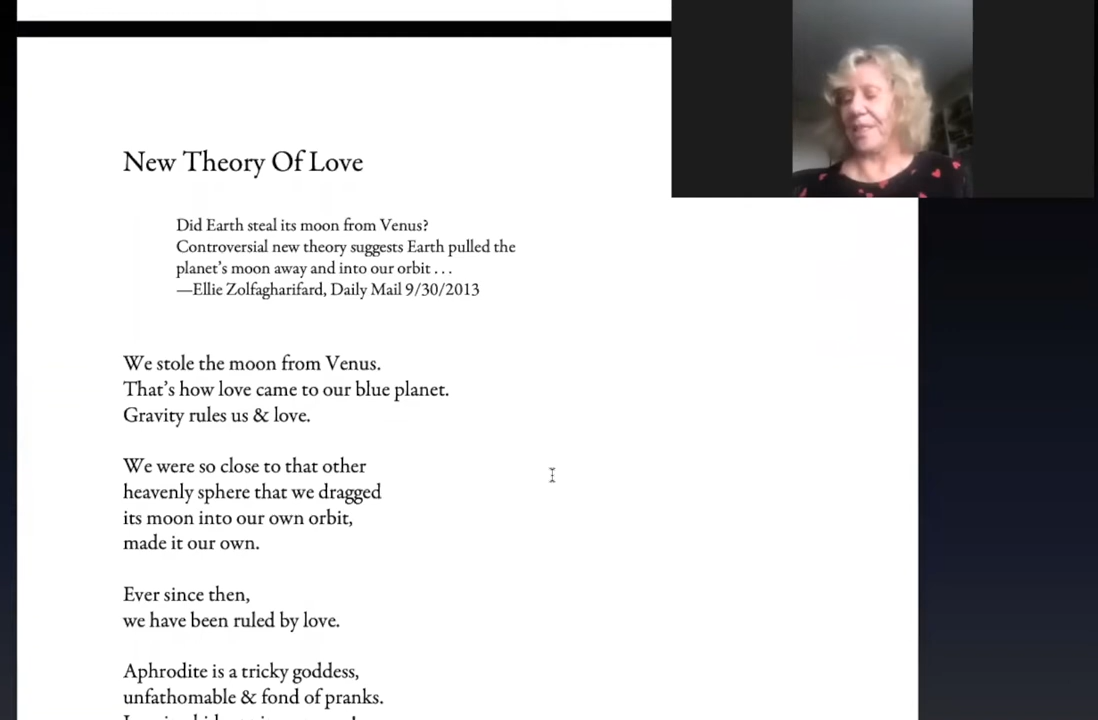 New Theory Of Love
Did Earth steal its moon from Venus?
Controversial new theory suggests Earth pulled the
planet's moon away and into our orbit . . .
—Ellie Zolfagharifard, Daily Mail 9/30/2013
We stole the moon from Venus.
That's how love came to our blue planet.
Gravity rules us & love.
We were so close to that other
heavenly sphere that we dragged
its moon into our own orbit,
made it our own.
Ever since then,
we have been ruled by love.
Aphrodite is a tricky goddess,
unfathomable & fond of pranks.